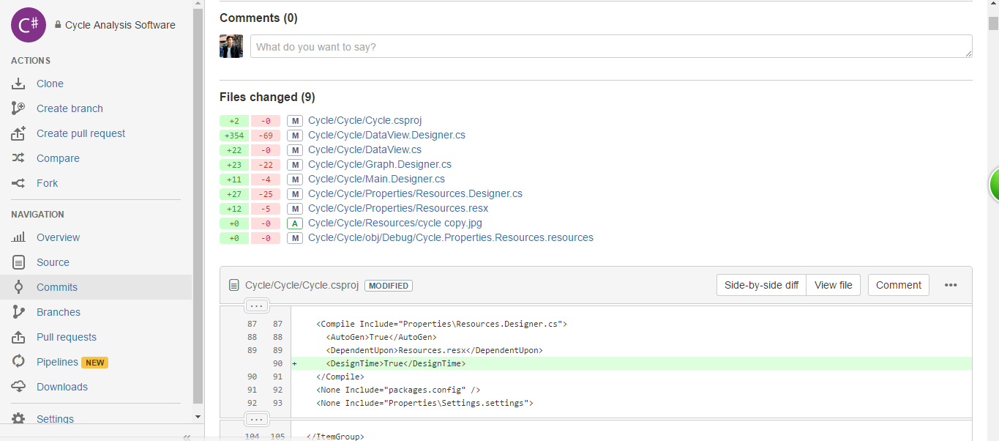 C# Cycle Analysis Software
ACTIONS
Clone
Create branch
Create pull request
Compare
Fork
NAVIGATION
Overview
Source
Commits
Branches
Pull requests
Pipelines NEW
Downloads
Settings
«
Comments (0)
What do you want to say?
Files changed (9)
+2 -0 M Cycle/Cycle/Cycle.csproj
+354 -69 M Cycle/Cycle/DataView.Designer.cs
+22 -0 M Cycle/Cycle/DataView.cs
+23 -22 M Cycle/Cycle/Graph.Designer.cs
+11 -4 M Cycle/Cycle/Main.Designer.cs
+27 -25 M Cycle/Cycle/Properties/Resources.Designer.cs
+12 -5 M Cycle/Cycle/Properties/Resources.resx
+0 -0 A Cycle/Cycle/Resources/cycle copy.jpg
+0 -0 M Cycle/Cycle/obj/Debug/Cycle.Properties.Resources.resources
Cycle/Cycle/Cycle.csproj MODIFIED Side-by-side diff View file Comment •••
...
87 87 <Compile Include="Properties\Resources.Designer.cs">
88 88 <AutoGen>True</AutoGen>
89 89 <DependentUpon>Resources.resx</DependentUpon>
90 + <DesignTime>True</DesignTime>
90 91 </Compile>
91 92 <None Include="packages.config" />
92 93 <None Include="Properties\Settings.settings">
...
104 105 </ItemGroup>